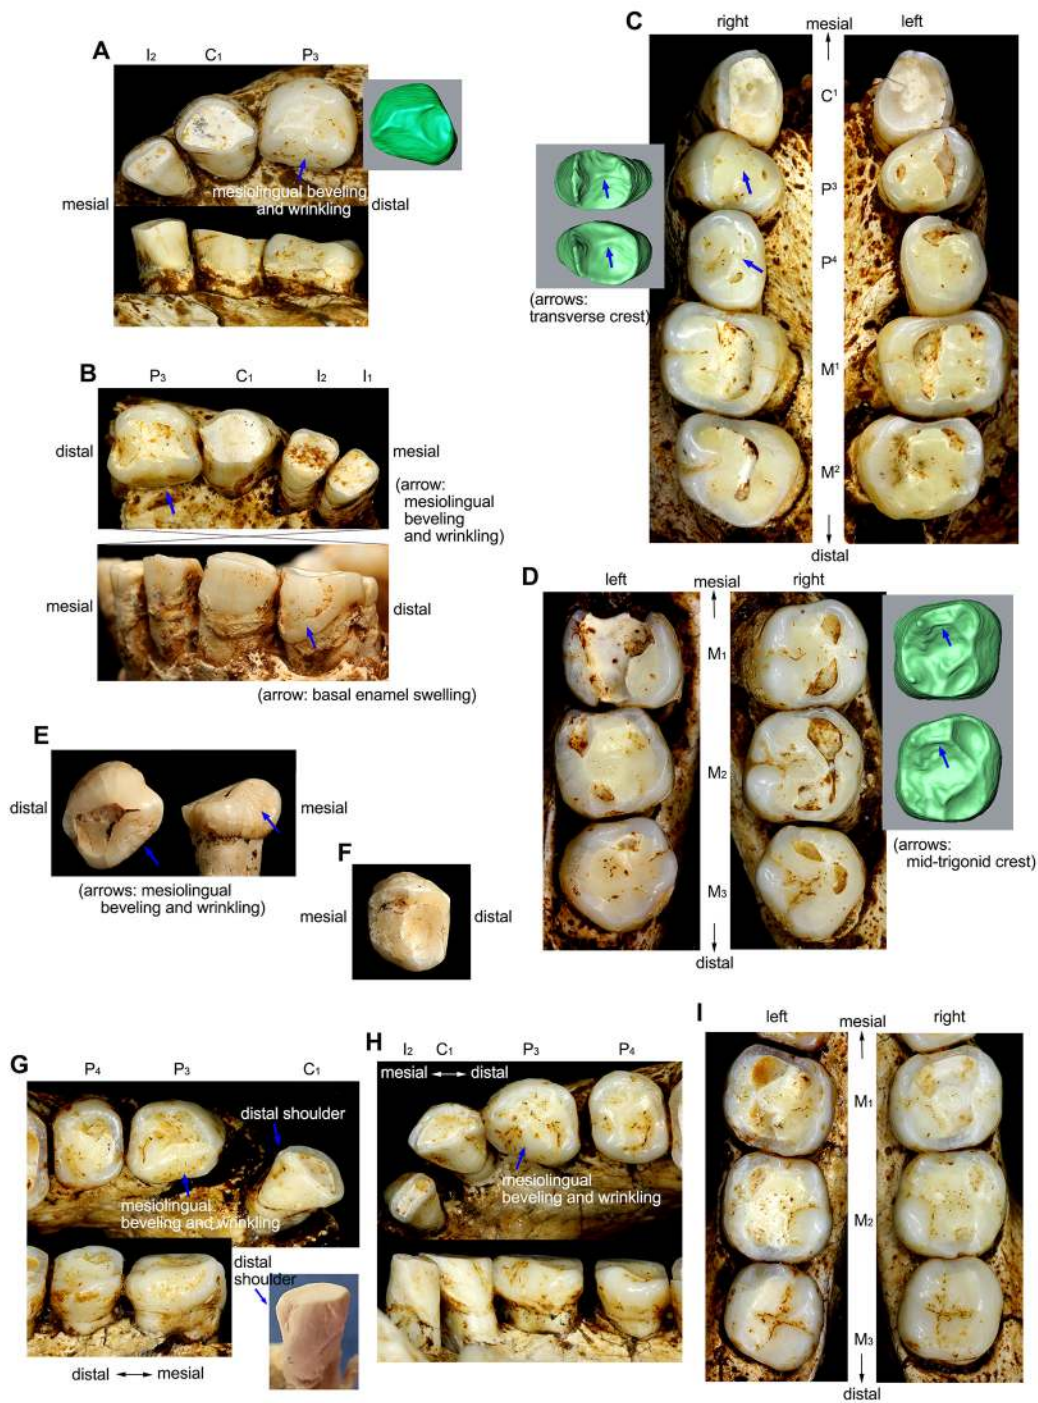 A
I2 C1 P3
mesiolingual beveling
and wrinkling
mesial
distal
B
P3 C1 I2 I1
distal
mesial
(arrow:
mesiolingual
beveling
and wrinkling)
mesial
distal
(arrow: basal enamel swelling)
C
right mesial left
C1
P3
P4
M1
M2
distal
(arrows:
transverse crest)
D
left mesial right
M1
M2
M3
distal
(arrows:
mid-trigonid crest)
E
distal
mesial
(arrows: mesiolingual
beveling and wrinkling)
F
mesial
distal
G
P4 P3 C1
distal shoulder
mesiolingual
beveling and wrinkling
distal
shoulder
distal mesial
H
I2 C1 P3 P4
mesial distal
mesiolingual
beveling and wrinkling
I
left mesial right
M1
M2
M3
distal